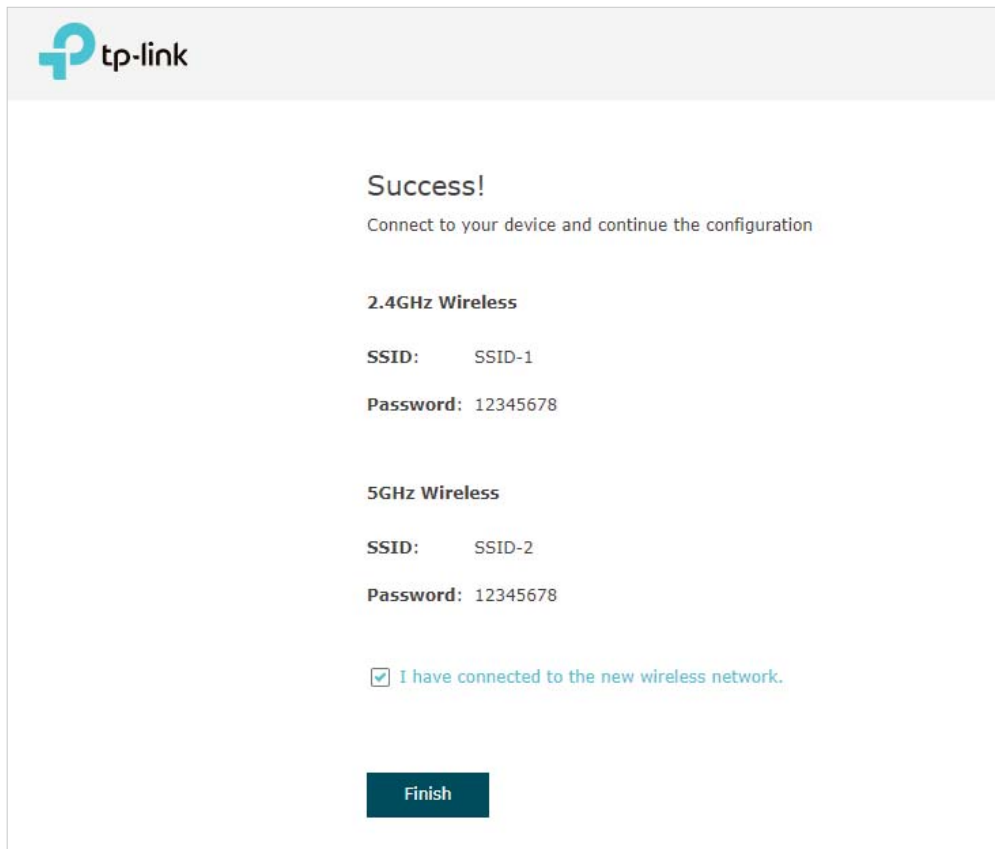 tp-link
Success!
Connect to your device and continue the configuration
2.4GHz Wireless
SSID: SSID-1
Password: 12345678
5GHz Wireless
SSID: SSID-2
Password: 12345678
I have connected to the new wireless network.
Finish